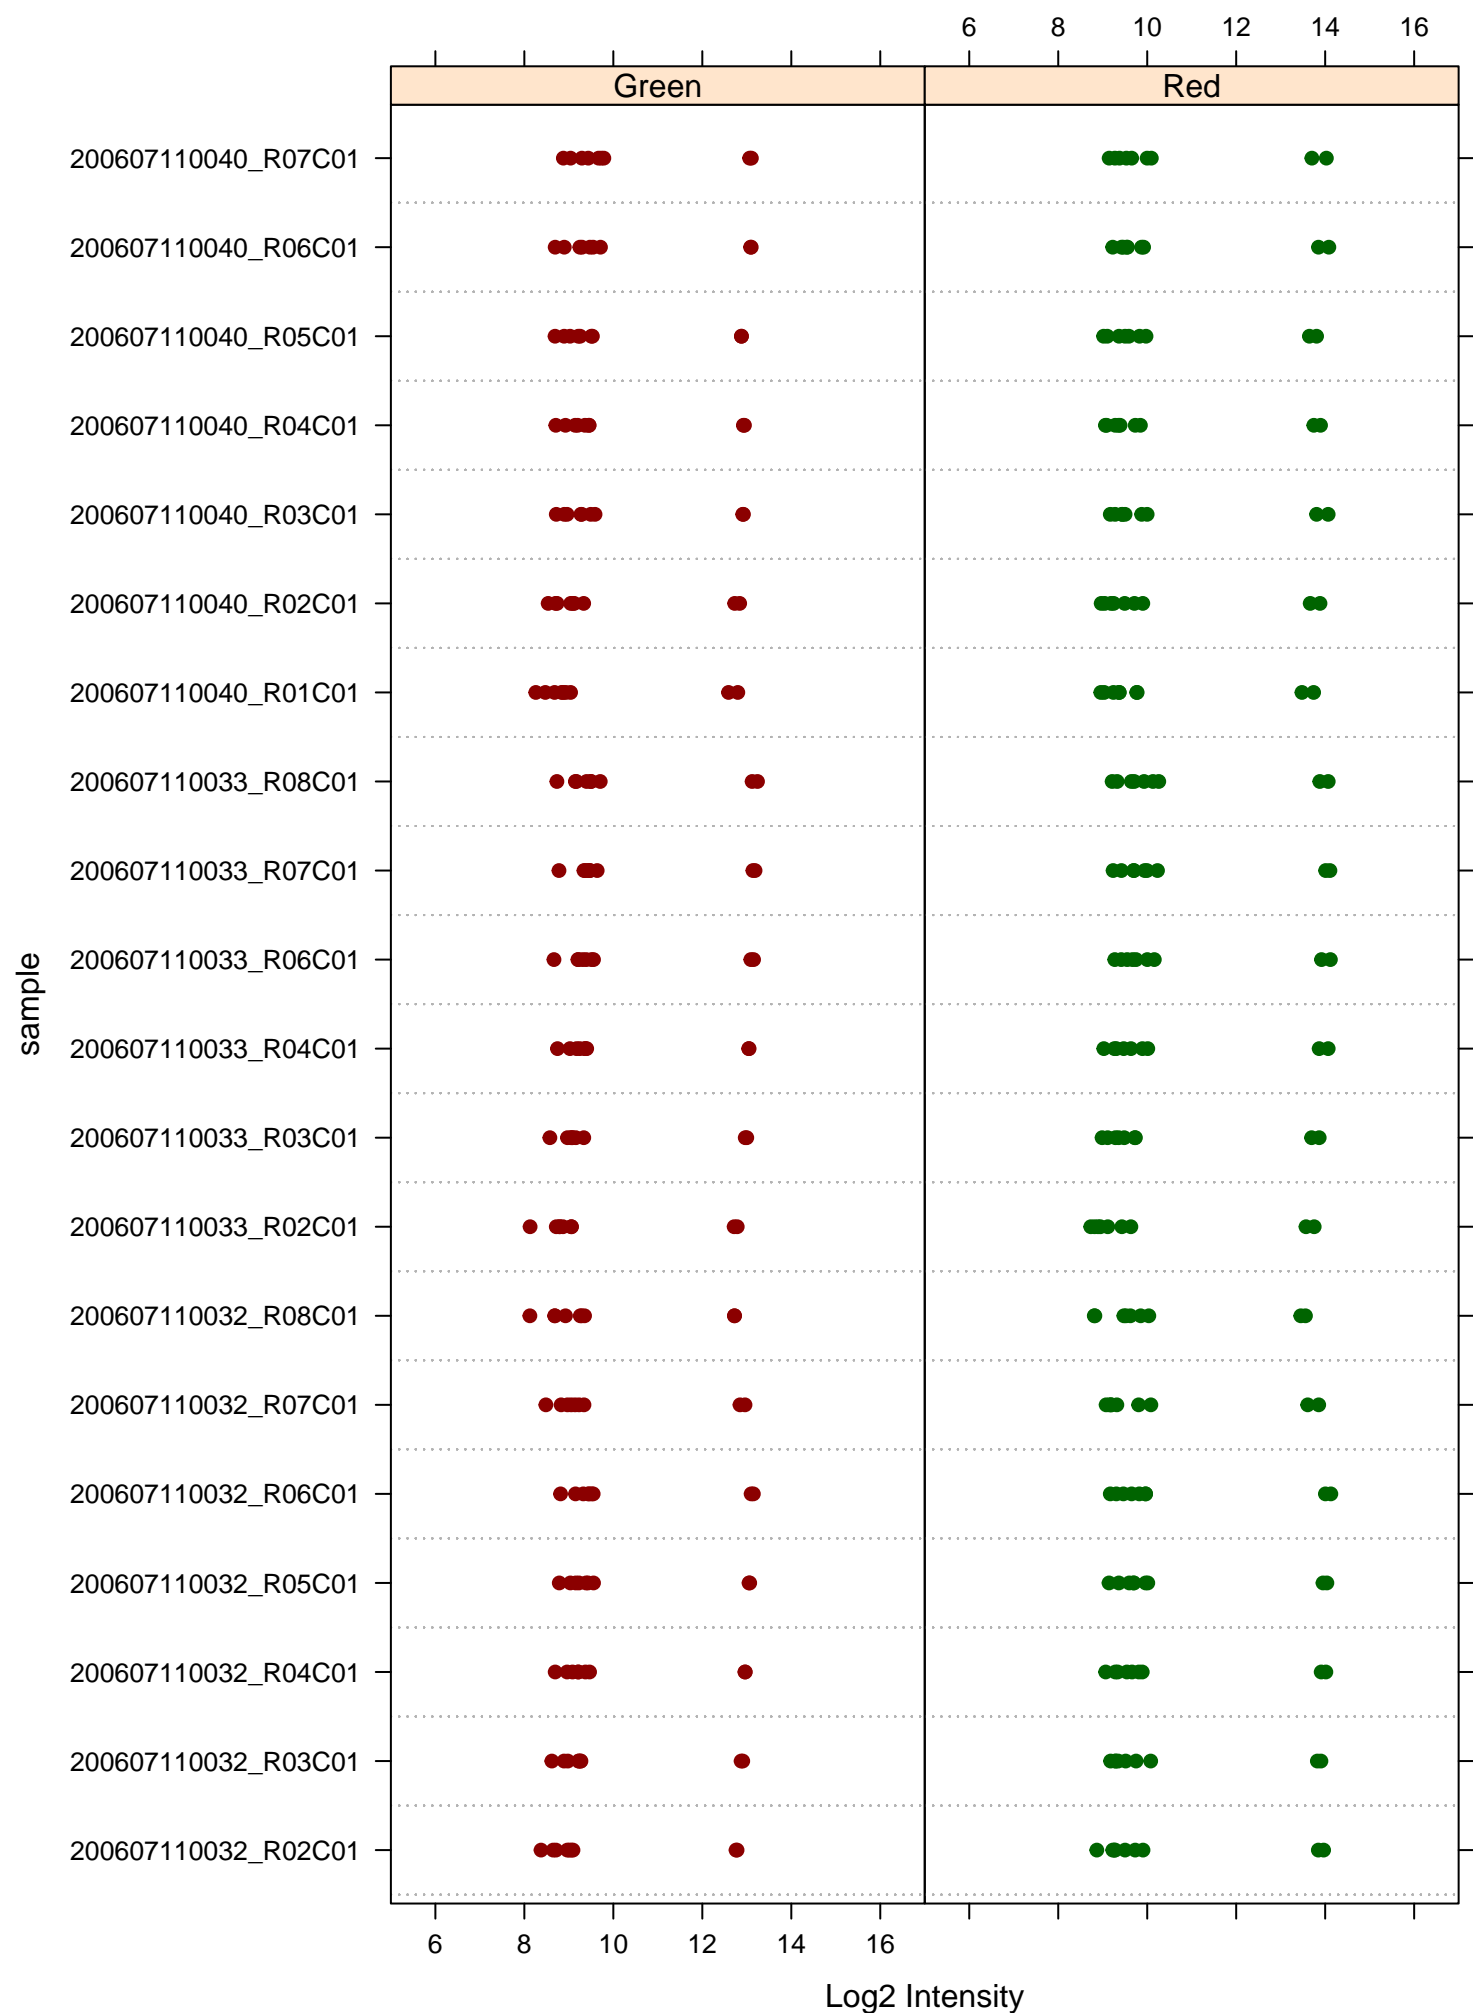 6 8 10 12 14 16
Green Red
200607110040_R07C01
200607110040_R06C01
200607110040_R05C01
200607110040_R04C01
200607110040_R03C01
200607110040_R02C01
200607110040_R01C01
200607110033_R08C01
200607110033_R07C01
200607110033_R06C01
200607110033_R04C01
200607110033_R03C01
200607110033_R02C01
200607110032_R08C01
200607110032_R07C01
200607110032_R06C01
200607110032_R05C01
200607110032_R04C01
200607110032_R03C01
200607110032_R02C01
sample
6 8 10 12 14 16
Log2 Intensity